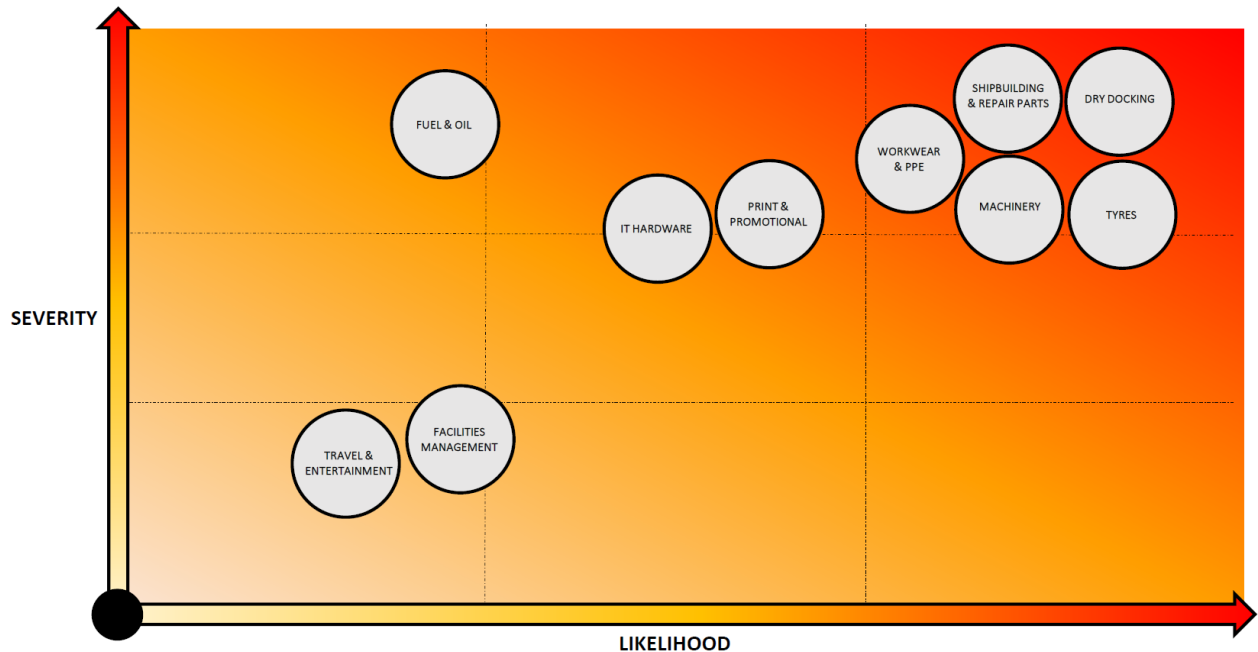 SHIPBUILDING
& REPAIR PARTS
DRY DOCKING
FUEL & OIL
WORKWEAR
& PPE
MACHINERY
TYRES
PRINT &
PROMOTIONAL
IT HARDWARE
SEVERITY
FACILITIES
MANAGEMENT
TRAVEL &
ENTERTAINMENT
LIKELIHOOD